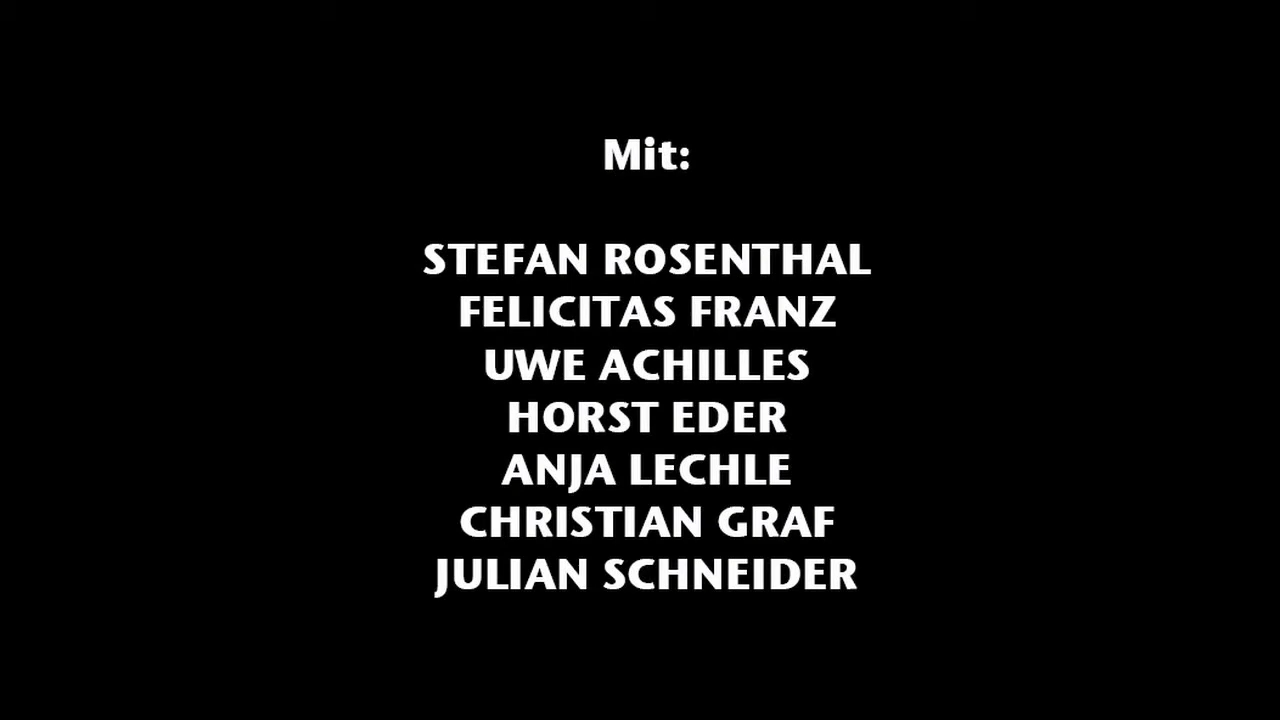 Mit:
STEFAN ROSENTHAL
FELICITAS FRANZ
UWE ACHILLES
HORST EDER
ANJA LECHLE
CHRISTIAN GRAF
JULIAN SCHNEIDER